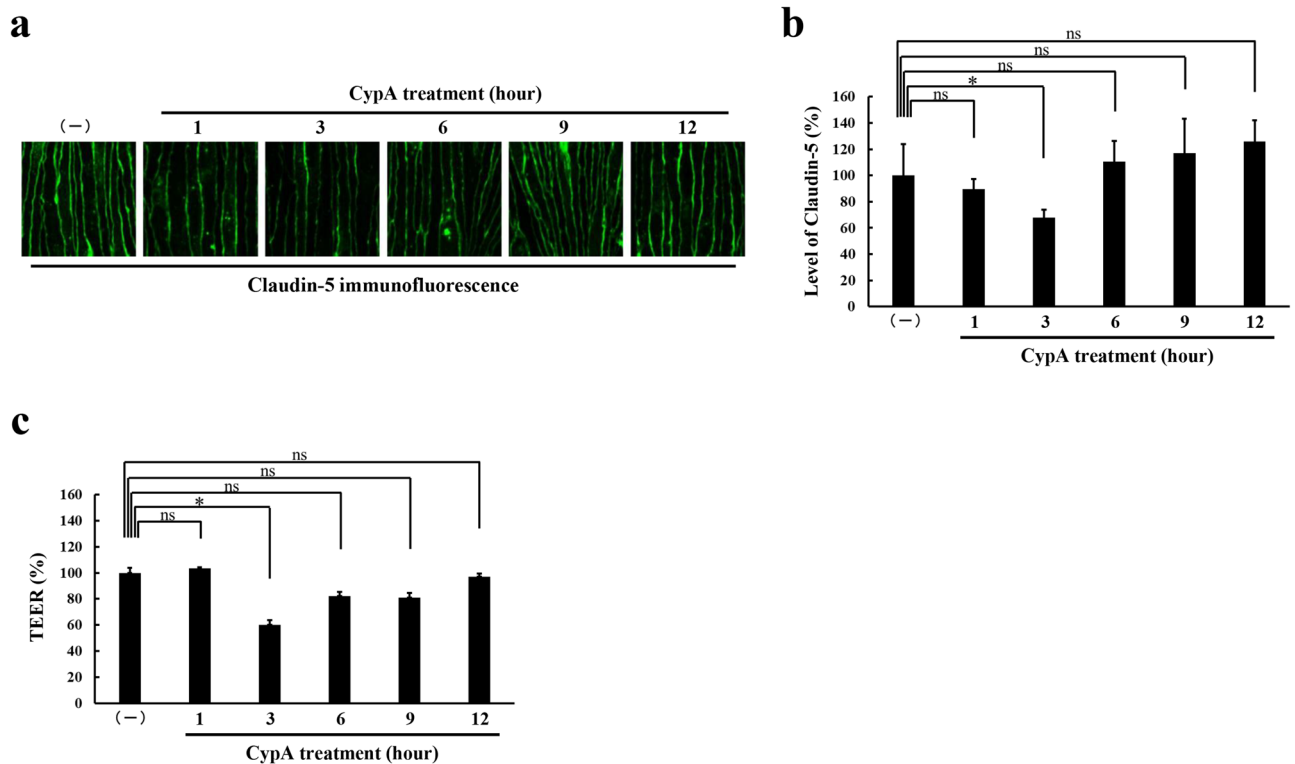 a
CypA treatment (hour)
(−) 1 3 6 9 12
Claudin-5 immunofluorescence
b
ns
ns
ns
*
ns
Level of Claudin-5 (%)
160
140
120
100
80
60
40
20
0
(−) 1 3 6 9 12
CypA treatment (hour)
c
ns
ns
ns
*
ns
TEER (%)
160
140
120
100
80
60
40
20
0
(−) 1 3 6 9 12
CypA treatment (hour)